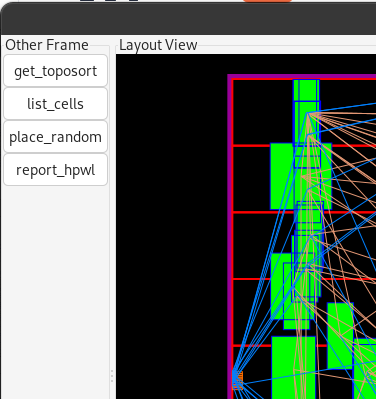 Other Frame
Layout View
get_toposort
list_cells
place_random
report_hpwl